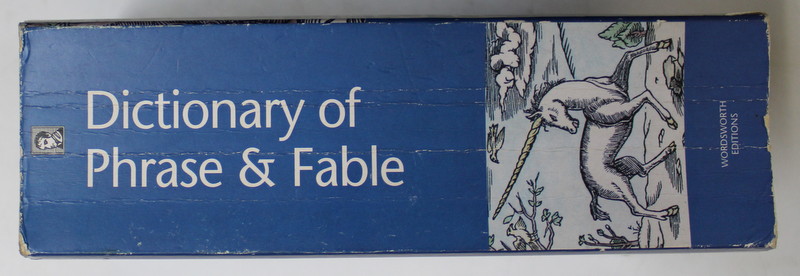 Dictionary of
Phrase & Fable
WORDSWORTH
EDITIONS